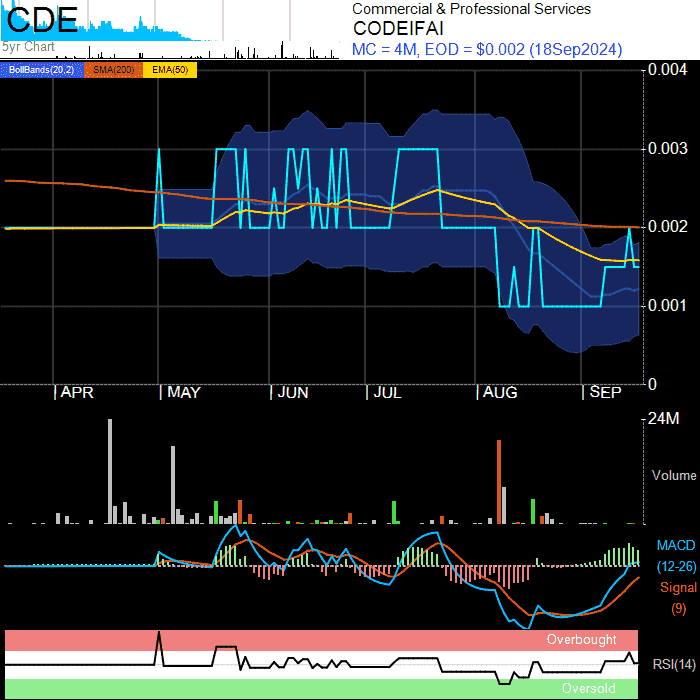 CDE
Commercial & Professional Services
CODEIFAI
5yr Chart
MC = 4M, EOD = $0.002 (18Sep2024)
BollBands(20,2) SMA(200) EMA(50)
0.004
0.003
0.002
0.001
0
APR MAY JUN JUL AUG SEP
24M
Volume
MACD
(12-26)
Signal
(9)
Overbought
RSI(14)
Oversold